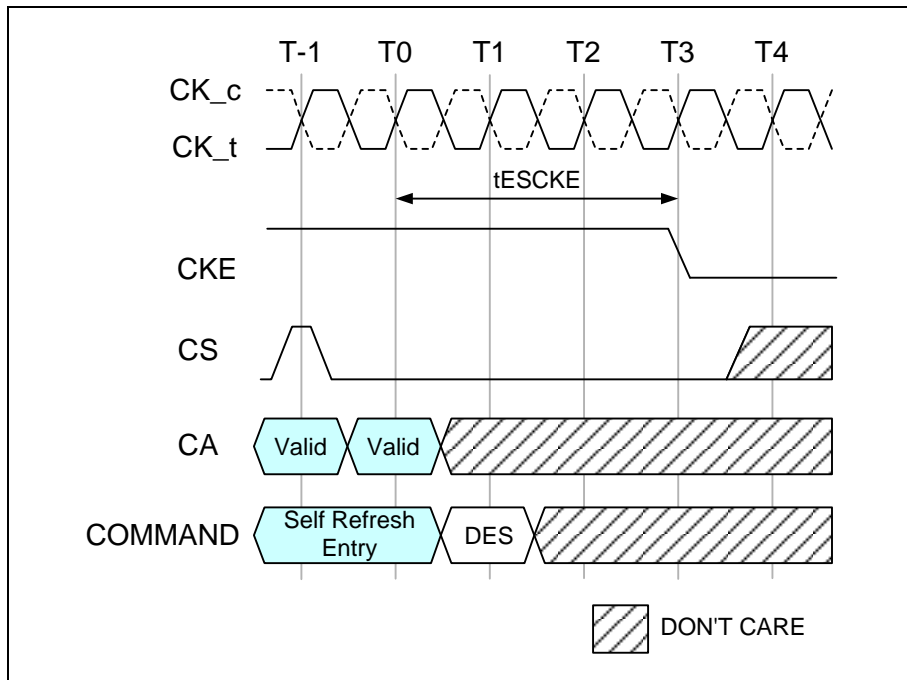 T-1 T0 T1 T2 T3 T4
CK_c
CK_t
tESCKE
CKE
CS
CA Valid Valid
COMMAND Self Refresh Entry DES
DON'T CARE